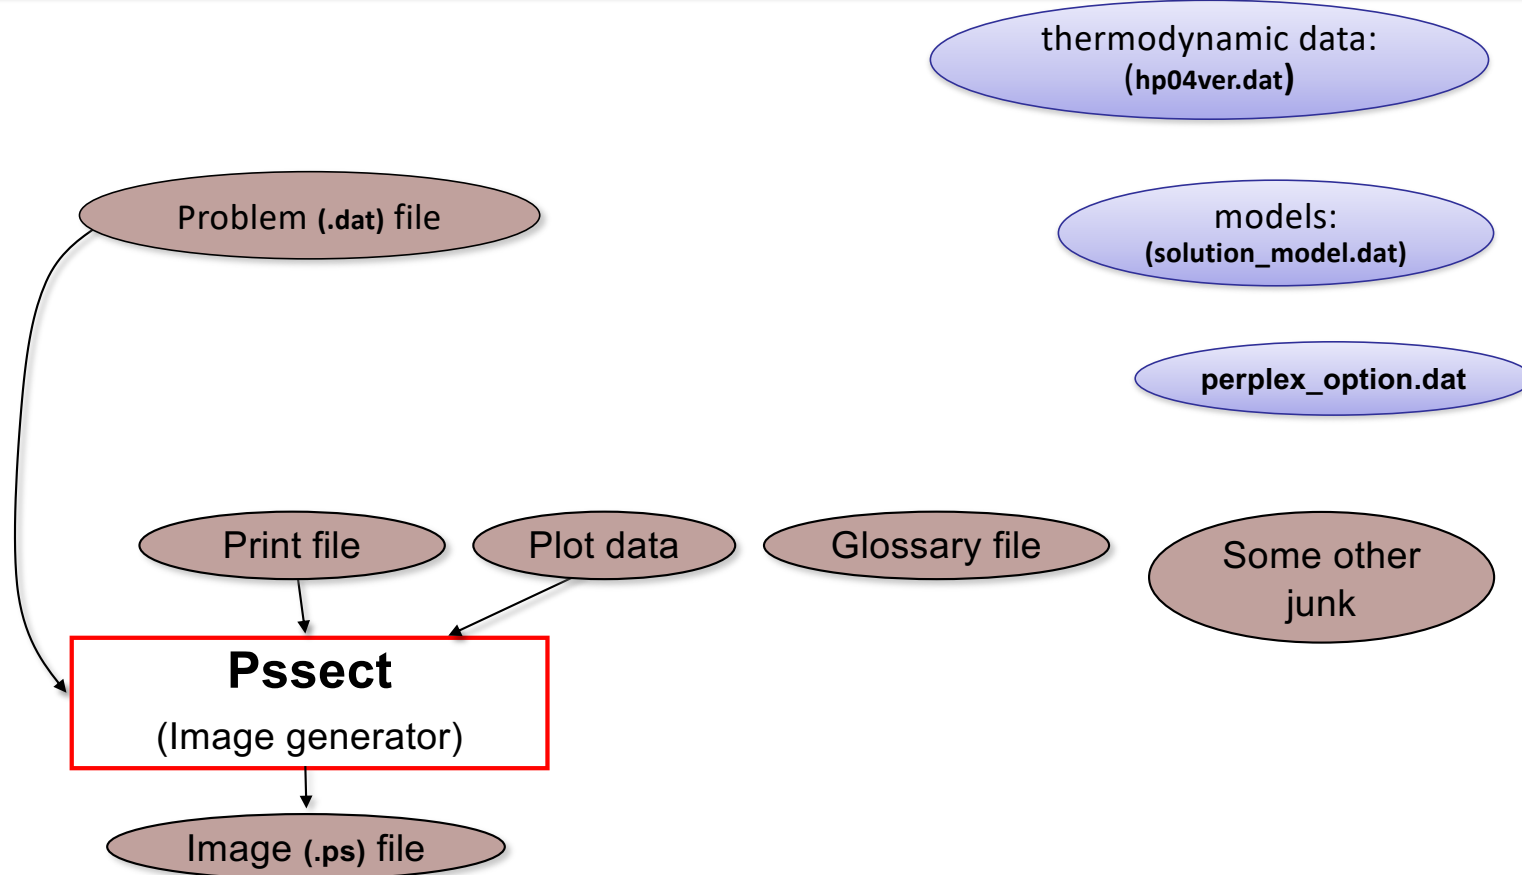 thermodynamic data:
(hp04ver.dat)
Problem (.dat) file
models:
(solution_model.dat)
perplex_option.dat
Print file
Plot data
Glossary file
Some other
junk
Pssect
(Image generator)
Image (.ps) file